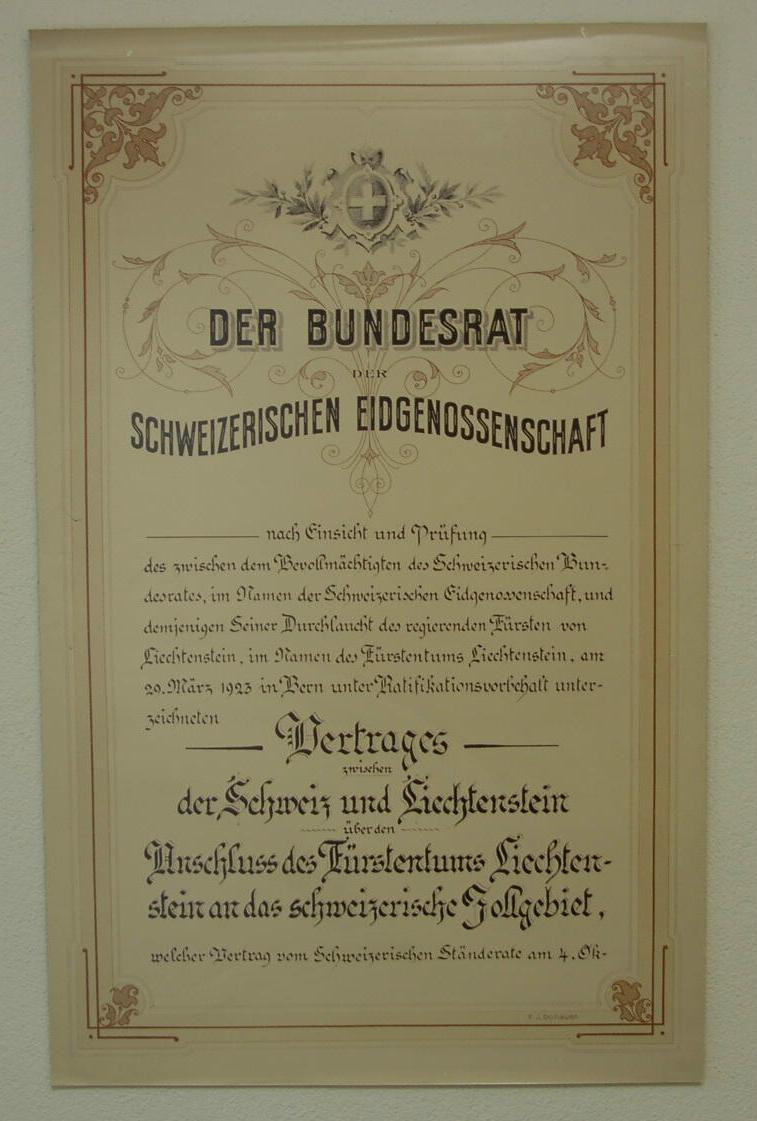 DER BUNDESRAT
DER
SCHWEIZERISCHEN EIDGENOSSENSCHAFT
nach Einsicht und Prüfung
des zwischen dem Bevollmächtigten des Schweizerischen Bun-
desrates, im Namen der Schweizerischen Eidgenossenschaft, und
demjenigen Seiner Durchlaucht des regierenden Fürsten von
Liechtenstein, im Namen des Fürstentums Liechtenstein, am
29. März 1923 in Bern unter Ratifikationsvorbehalt unter-
zeichneten
Vertrages
zwischen
der Schweiz und Liechtenstein
über den
Anschluss des Fürstentums Liechten-
stein an das schweizerische Zollgebiet,
welcher Vertrag vom Schweizerischen Ständerate am 4. Ok-